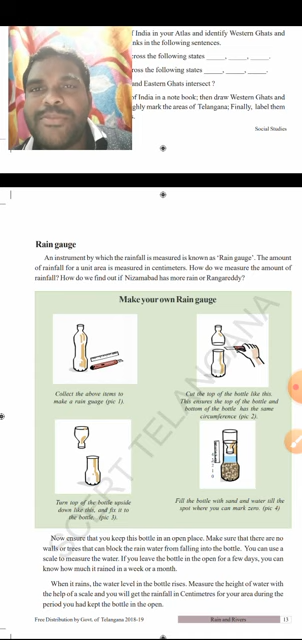 India in your Atlas and identify Western Ghats and
nks in the following sentences.
ross the following states ______, ______, ______.
ross the following states ______, ______, ______.
and Eastern Ghats intersect ?
of India in a note book; then draw Western Ghats and
ghly mark the areas of Telangana; Finally, label them
Social Studies
Rain gauge
An instrument by which the rainfall is measured is known as ‘Rain gauge’. The amount
of rainfall for a unit area is measured in centimeters. How do we measure the amount of
rainfall? How do we find out if Nizamabad has more rain or Rangareddy?
Make your own Rain gauge
Collect the above items to
make a rain guage (pic 1).
Cut the top of the bottle like this.
This ensures the top of the bottle and
bottom of the bottle has the same
circumference (pic 2).
Turn top of the bottle upside
down like this, and fix it to
the bottle. (pic 3).
Fill the bottle with sand and water till the
spot where you can mark zero. (pic 4)
SCERT TELANGANA
Now ensure that you keep this bottle in an open place. Make sure that there are no
walls or trees that can block the rain water from falling into the bottle. You can use a
scale to measure the water. If you leave the bottle in the open for a few days, you can
know how much it rained in a week or a month.
When it rains, the water level in the bottle rises. Measure the height of water with
the help of a scale and you will get the rainfall in Centimetres for your area during the
period you had kept the bottle in the open.
Free Distribution by Govt. of Telangana 2018-19
Rain and Rivers
13